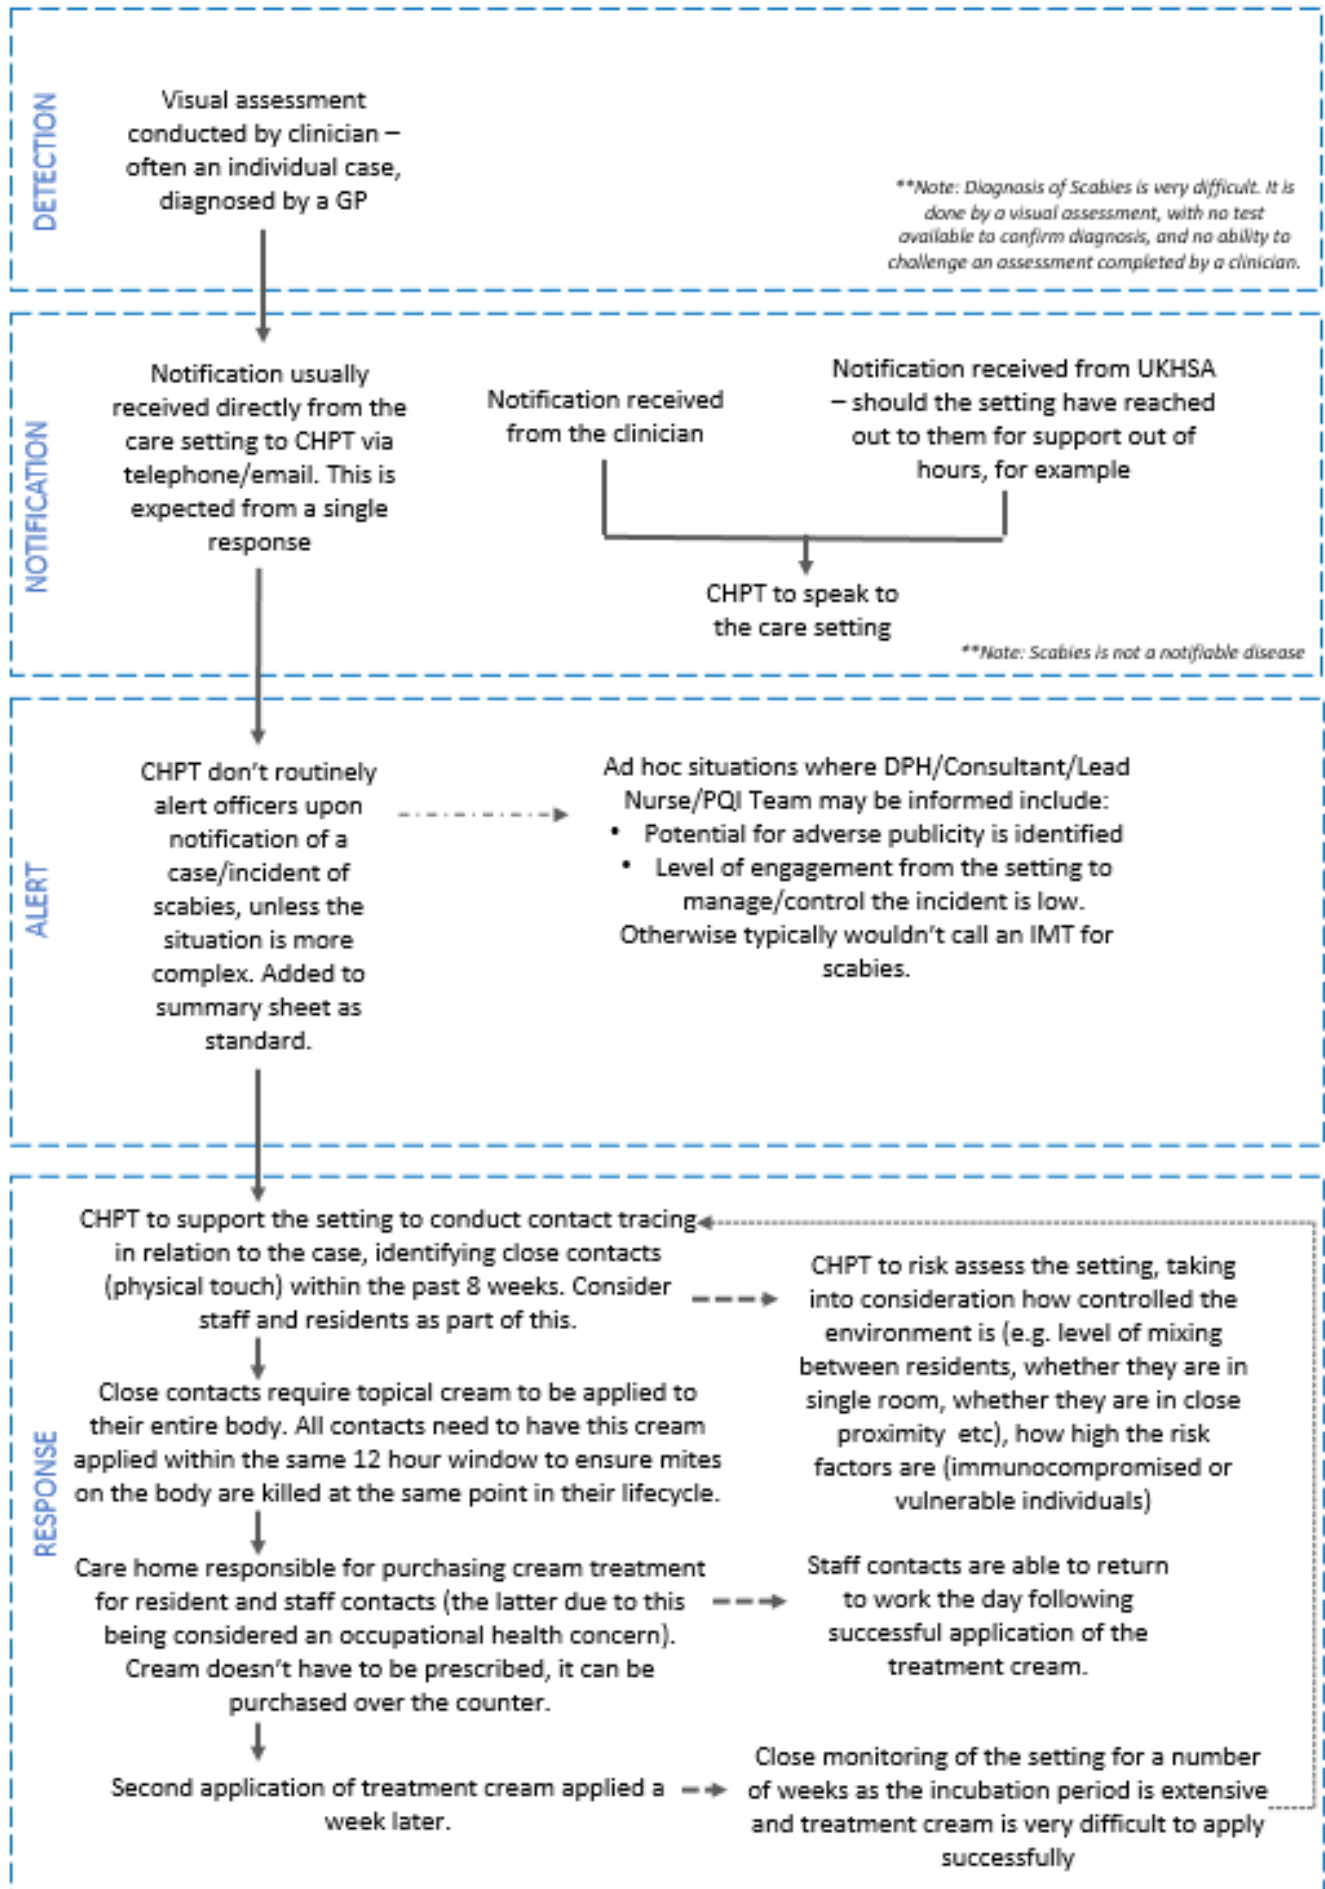 DETECTION
Visual assessment
conducted by clinician –
often an individual case,
diagnosed by a GP
**Note: Diagnosis of Scabies is very difficult. It is
done by a visual assessment, with no test
available to confirm diagnosis, and no ability to
challenge an assessment completed by a clinician.
NOTIFICATION
Notification usually
received directly from the
care setting to CHPT via
telephone/email. This is
expected from a single
response
Notification received
from the clinician
Notification received from UKHSA
– should the setting have reached
out to them for support out of
hours, for example
CHPT to speak to
the care setting
**Note: Scabies is not a notifiable disease
ALERT
CHPT don't routinely
alert officers upon
notification of a
case/incident of
scabies, unless the
situation is more
complex. Added to
summary sheet as
standard.
Ad hoc situations where DPH/Consultant/Lead
Nurse/PQI Team may be informed include:
• Potential for adverse publicity is identified
• Level of engagement from the setting to
manage/control the incident is low.
Otherwise typically wouldn't call an IMT for
scabies.
RESPONSE
CHPT to support the setting to conduct contact tracing
in relation to the case, identifying close contacts
(physical touch) within the past 8 weeks. Consider
staff and residents as part of this.
CHPT to risk assess the setting, taking
into consideration how controlled the
environment is (e.g. level of mixing
between residents, whether they are in
single room, whether they are in close
proximity etc), how high the risk
factors are (immunocompromised or
vulnerable individuals)
Close contacts require topical cream to be applied to
their entire body. All contacts need to have this cream
applied within the same 12 hour window to ensure mites
on the body are killed at the same point in their lifecycle.
Care home responsible for purchasing cream treatment
for resident and staff contacts (the latter due to this
being considered an occupational health concern).
Cream doesn't have to be prescribed, it can be
purchased over the counter.
Staff contacts are able to return
to work the day following
successful application of the
treatment cream.
Second application of treatment cream applied a
week later.
Close monitoring of the setting for a number
of weeks as the incubation period is extensive
and treatment cream is very difficult to apply
successfully